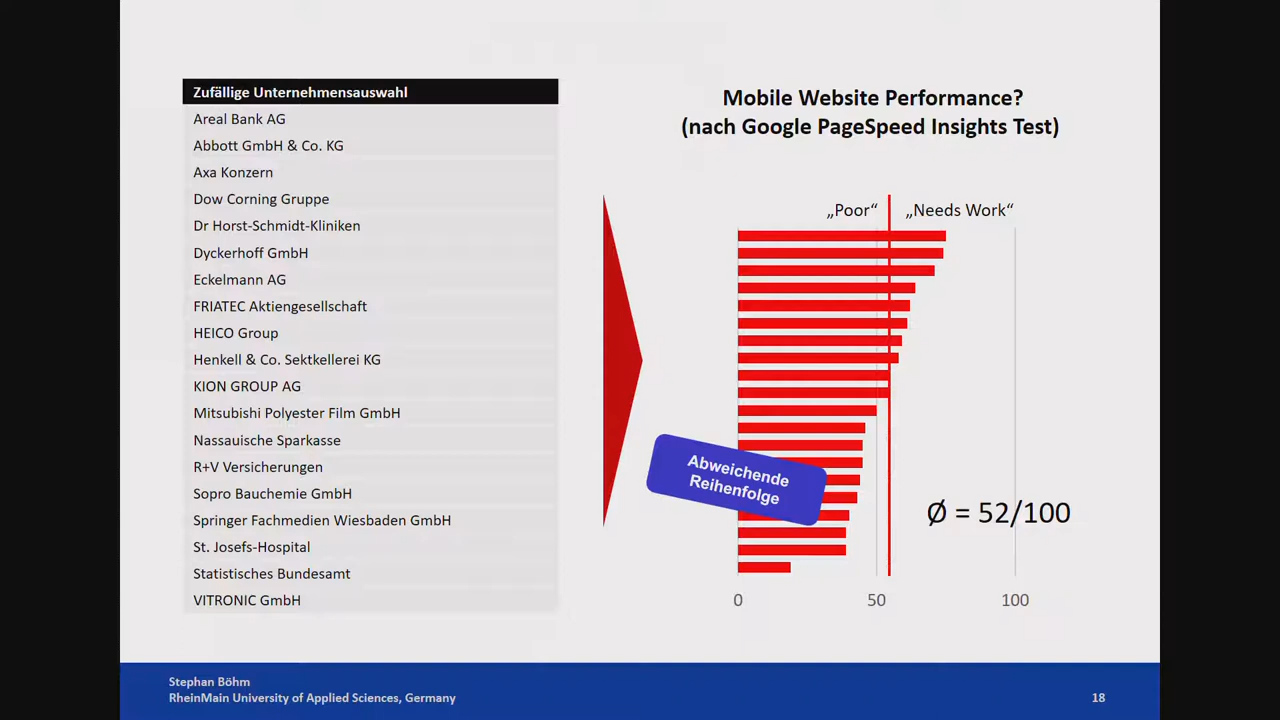 Zufällige Unternehmensauswahl
Areal Bank AG
Abbott GmbH & Co. KG
Axa Konzern
Dow Corning Gruppe
Dr Horst-Schmidt-Kliniken
Dyckerhoff GmbH
Eckelmann AG
FRIATEC Aktiengesellschaft
HEICO Group
Henkell & Co. Sektkellerei KG
KION GROUP AG
Mitsubishi Polyester Film GmbH
Nassauische Sparkasse
R+V Versicherungen
Sopro Bauchemie GmbH
Springer Fachmedien Wiesbaden GmbH
St. Josefs-Hospital
Statistisches Bundesamt
VITRONIC GmbH
Mobile Website Performance?
(nach Google PageSpeed Insights Test)
„Poor“ „Needs Work“
Abweichende
Reihenfolge
Ø = 52/100
0 50 100
Stephan Böhm
RheinMain University of Applied Sciences, Germany
18